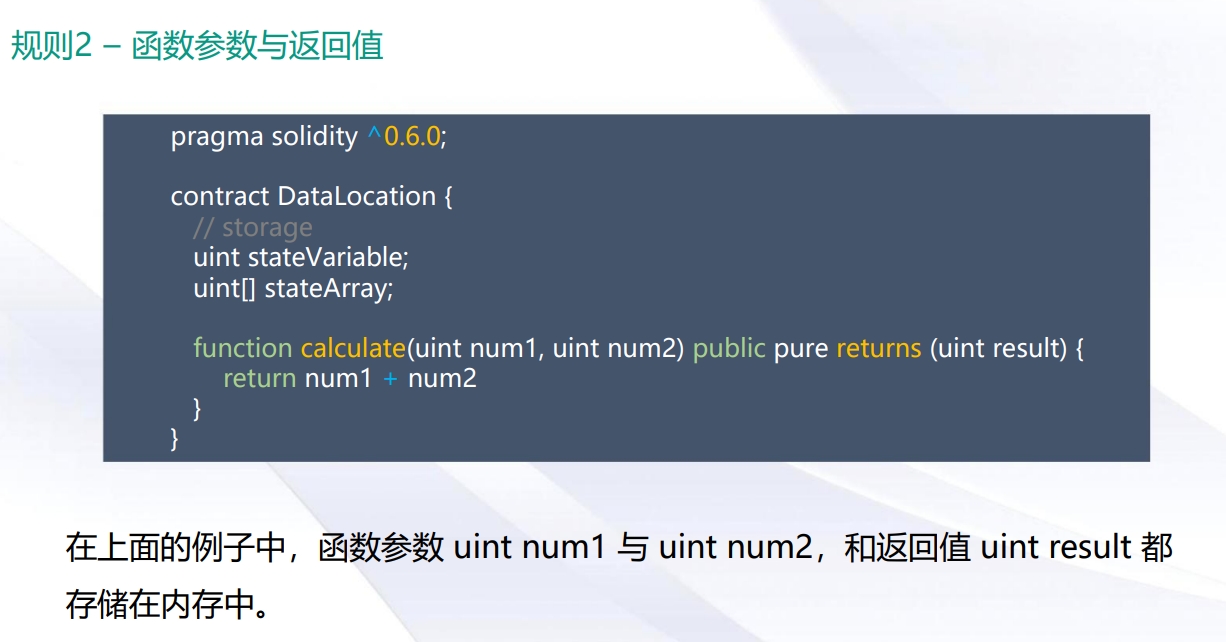 规则2 – 函数参数与返回值
pragma solidity ^0.6.0;
contract DataLocation {
// storage
uint stateVariable;
uint[] stateArray;
function calculate(uint num1, uint num2) public pure returns (uint result) {
return num1 + num2
}
}
在上面的例子中，函数参数 uint num1 与 uint num2，和返回值 uint result 都
存储在内存中。